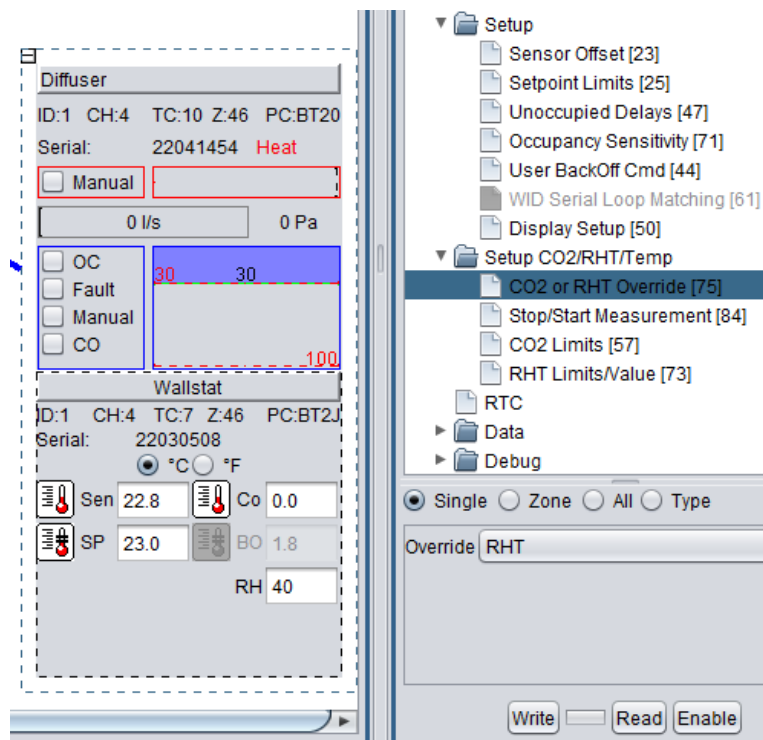 Diffuser
ID:1 CH:4 TC:10 Z:46 PC:BT20
Serial: 22041454 Heat
Manual
0 l/s 0 Pa
OC
Fault
Manual
CO
30 30
100
Wallstat
ID:1 CH:4 TC:7 Z:46 PC:BT2J
Serial: 22030508
°C °F
Sen 22.8 Co 0.0
SP 23.0 BO 1.8
RH 40
Setup
Sensor Offset [23]
Setpoint Limits [25]
Unoccupied Delays [47]
Occupancy Sensitivity [71]
User BackOff Cmd [44]
WID Serial Loop Matching [61]
Display Setup [50]
Setup CO2/RHT/Temp
CO2 or RHT Override [75]
Stop/Start Measurement [84]
CO2 Limits [57]
RHT Limits/Value [73]
RTC
Data
Debug
Single Zone All Type
Override RHT
Write Read Enable